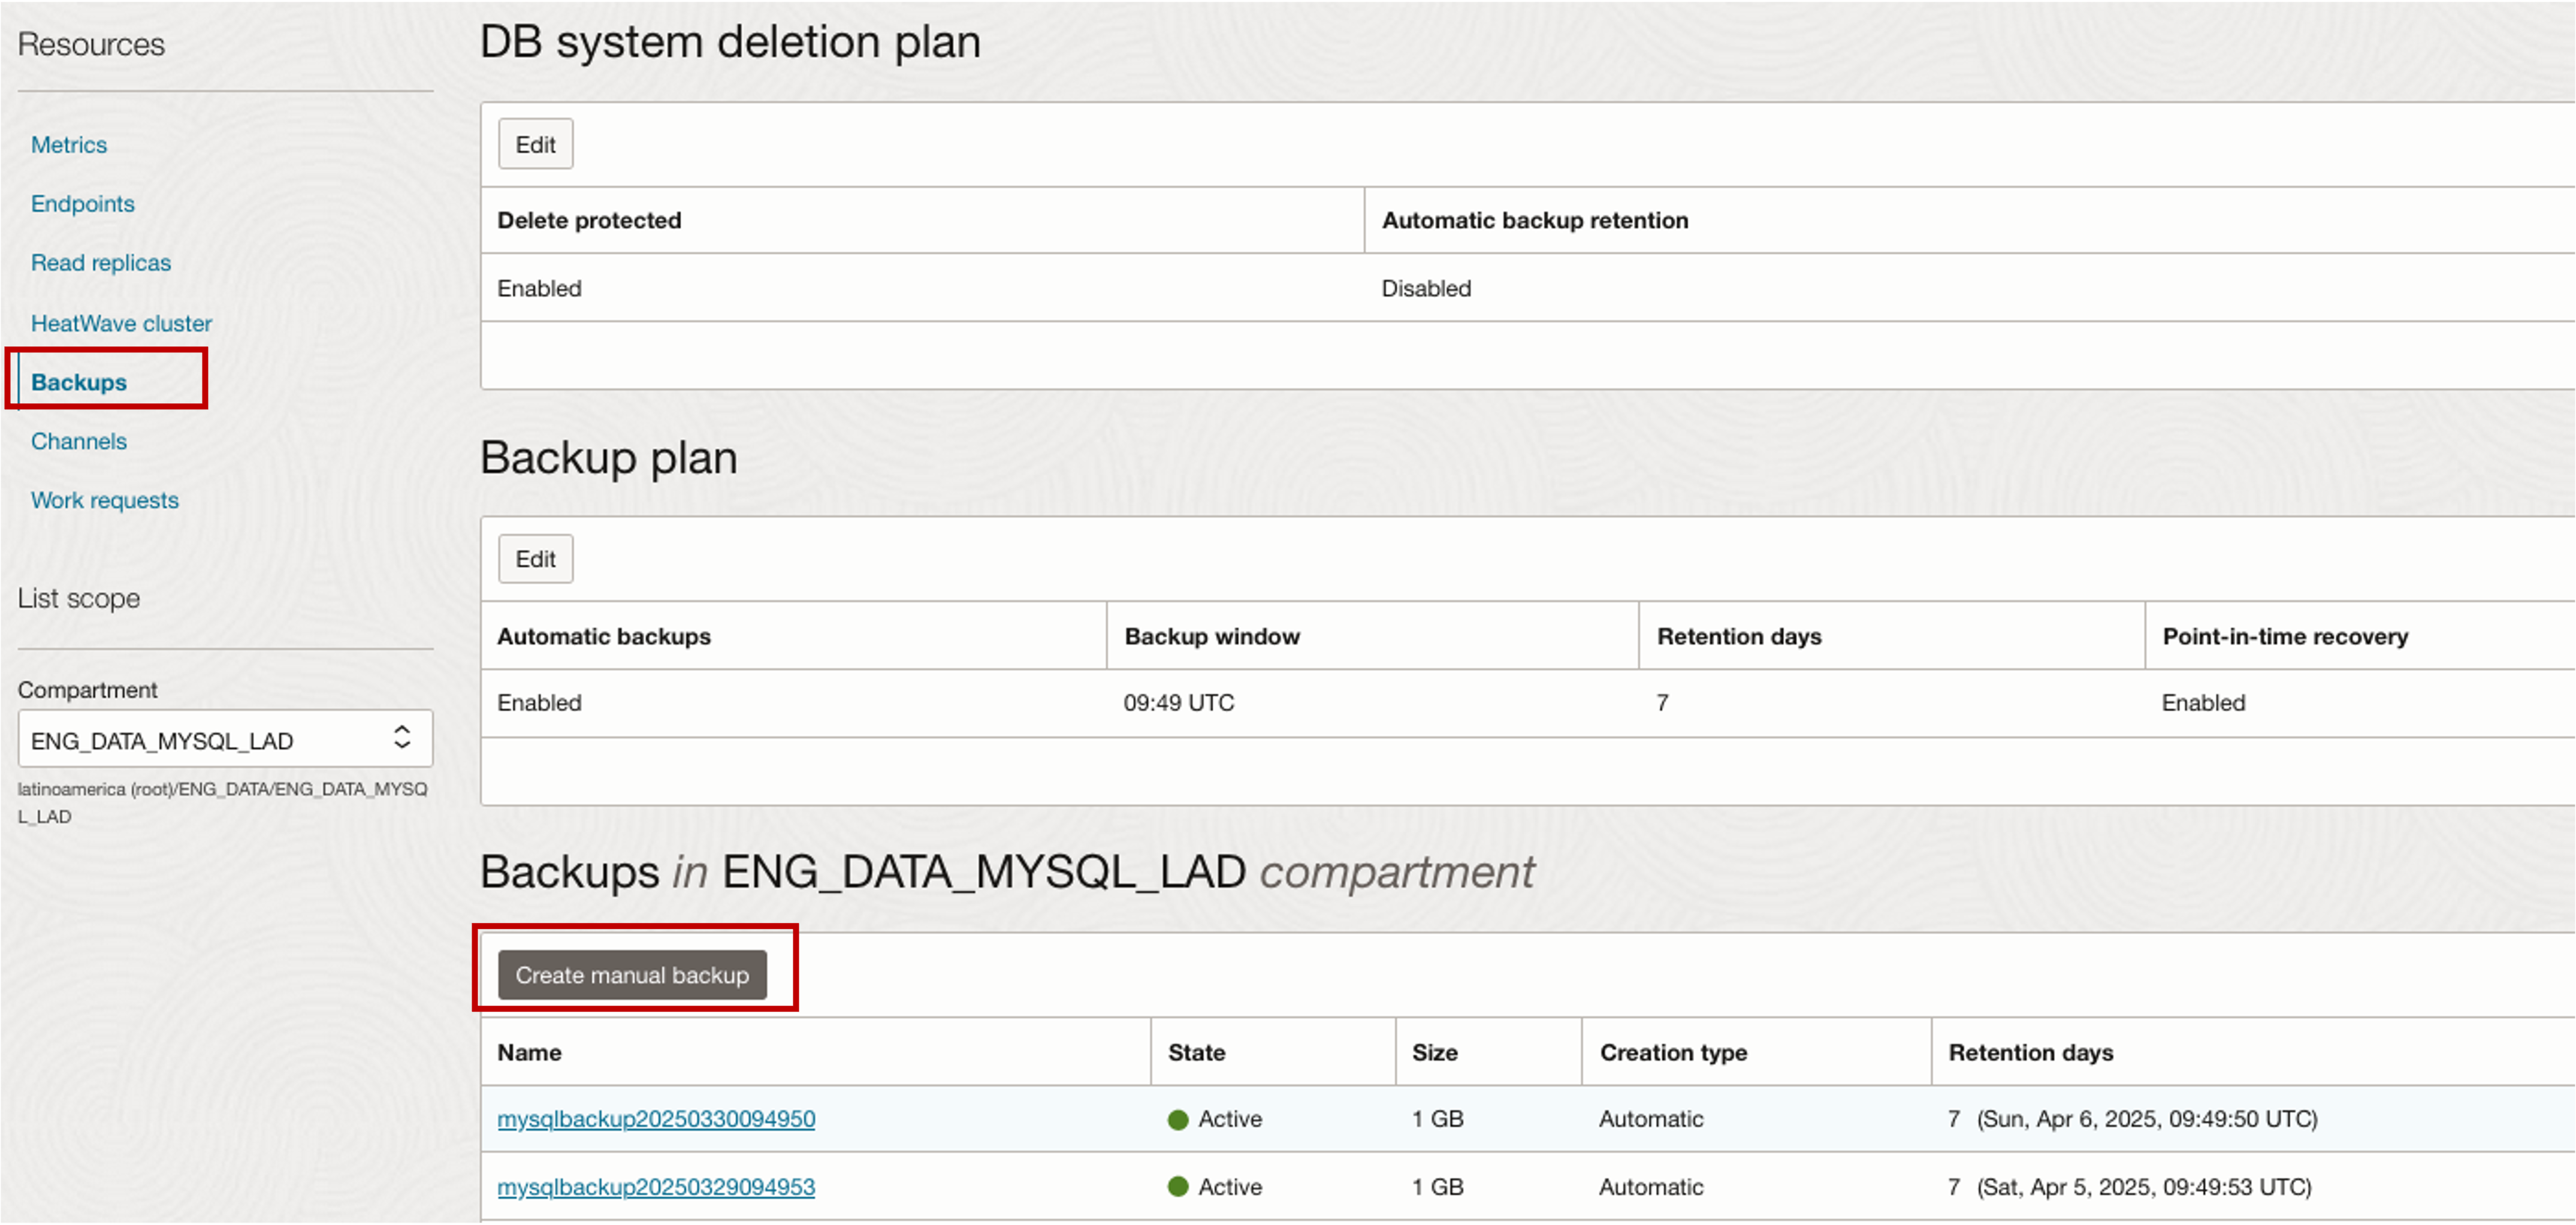 Resources
Metrics
Endpoints
Read replicas
HeatWave cluster
Backups
Channels
Work requests
List scope
Compartment
ENG_DATA_MYSQL_LAD
latinoamerica (root)/ENG_DATA/ENG_DATA_MYSQ
L_LAD
DB system deletion plan
Edit
Delete protected Automatic backup retention
Enabled Disabled
Backup plan
Edit
Automatic backups Backup window Retention days Point-in-time recovery
Enabled 09:49 UTC 7 Enabled
Backups in ENG_DATA_MYSQL_LAD compartment
Create manual backup
Name State Size Creation type Retention days
mysqlbackup20250330094950 Active 1 GB Automatic 7 (Sun, Apr 6, 2025, 09:49:50 UTC)
mysqlbackup20250329094953 Active 1 GB Automatic 7 (Sat, Apr 5, 2025, 09:49:53 UTC)